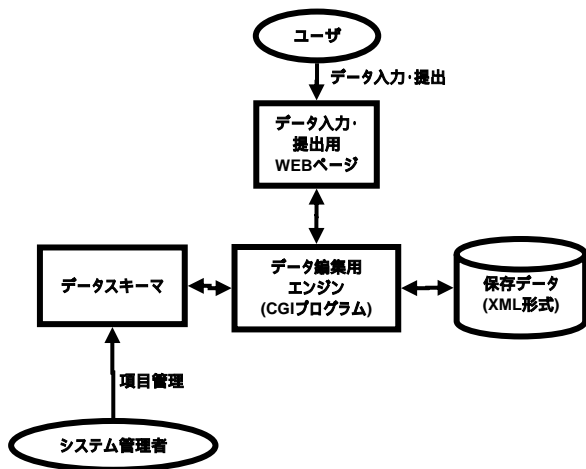 ユーザ
データ入力・提出
データ入力・
提出用
WEBページ
データスキーマ
データ編集用
エンジン
(CGIプログラム)
保存データ
(XML形式)
項目管理
システム管理者